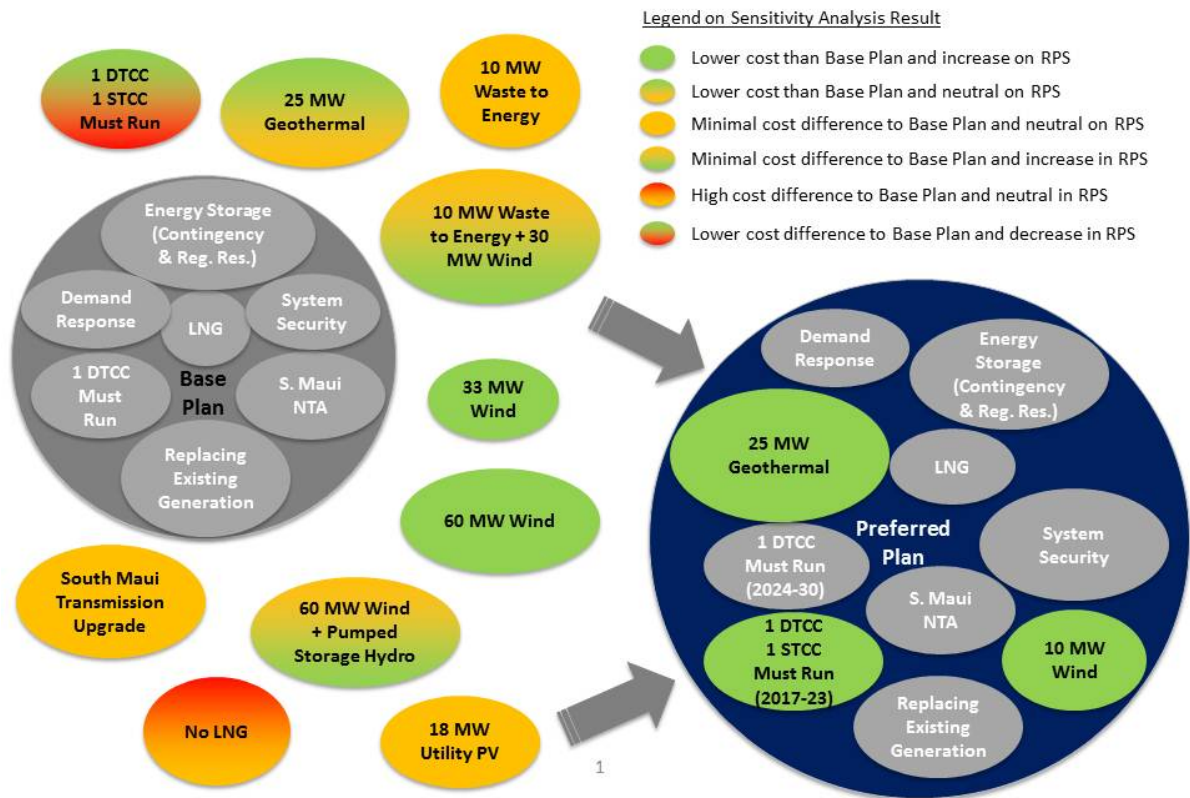 Legend on Sensitivity Analysis Result
Lower cost than Base Plan and increase on RPS
Lower cost than Base Plan and neutral on RPS
Minimal cost difference to Base Plan and neutral on RPS
Minimal cost difference to Base Plan and increase in RPS
High cost difference to Base Plan and neutral in RPS
Lower cost difference to Base Plan and decrease in RPS
1 DTCC
1 STCC
Must Run
25 MW
Geothermal
10 MW
Waste to
Energy
10 MW Waste
to Energy + 30
MW Wind
Energy Storage
(Contingency
& Reg. Res.)
Demand
Response
LNG
System
Security
1 DTCC
Must
Run
Base
Plan
S. Maui
NTA
Replacing
Existing
Generation
33 MW
Wind
60 MW Wind
South Maui
Transmission
Upgrade
60 MW Wind
+ Pumped
Storage Hydro
No LNG
18 MW
Utility PV
Demand
Response
Energy
Storage
(Contingency
& Reg. Res.)
25 MW
Geothermal
LNG
1 DTCC
Must Run
(2024-30)
Preferred
Plan
System
Security
S. Maui
NTA
1 DTCC
1 STCC
Must Run
(2017-23)
10 MW
Wind
Replacing
Existing
Generation
1